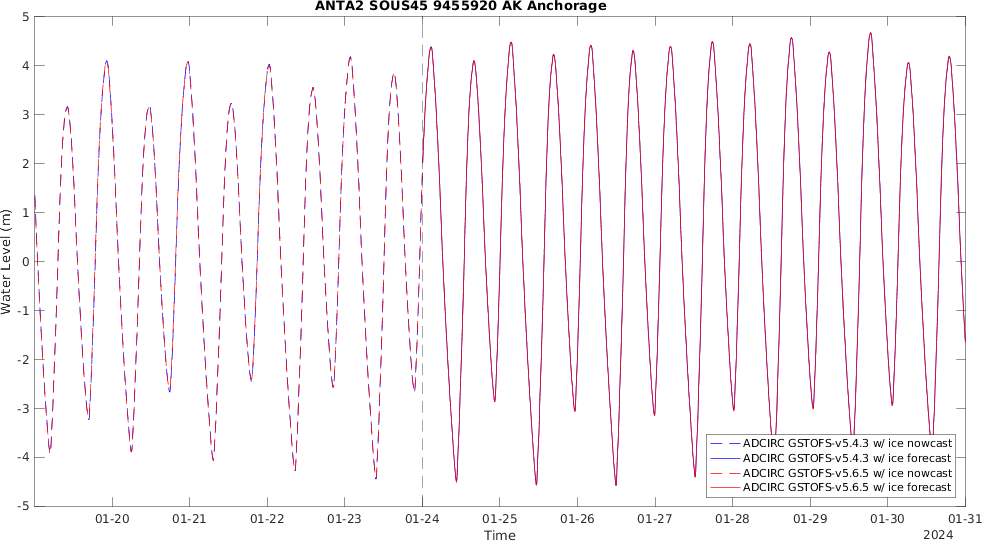 ANTA2 SOUS45 9455920 AK Anchorage
5
4
3
2
1
0
-1
-2
-3
-4
-5
Water Level (m)
ADCIRC GSTOFS-v5.4.3 w/ ice nowcast
ADCIRC GSTOFS-v5.4.3 w/ ice forecast
ADCIRC GSTOFS-v5.6.5 w/ ice nowcast
ADCIRC GSTOFS-v5.6.5 w/ ice forecast
01-20 01-21 01-22 01-23 01-24 01-25 01-26 01-27 01-28 01-29 01-30 01-31
Time
2024